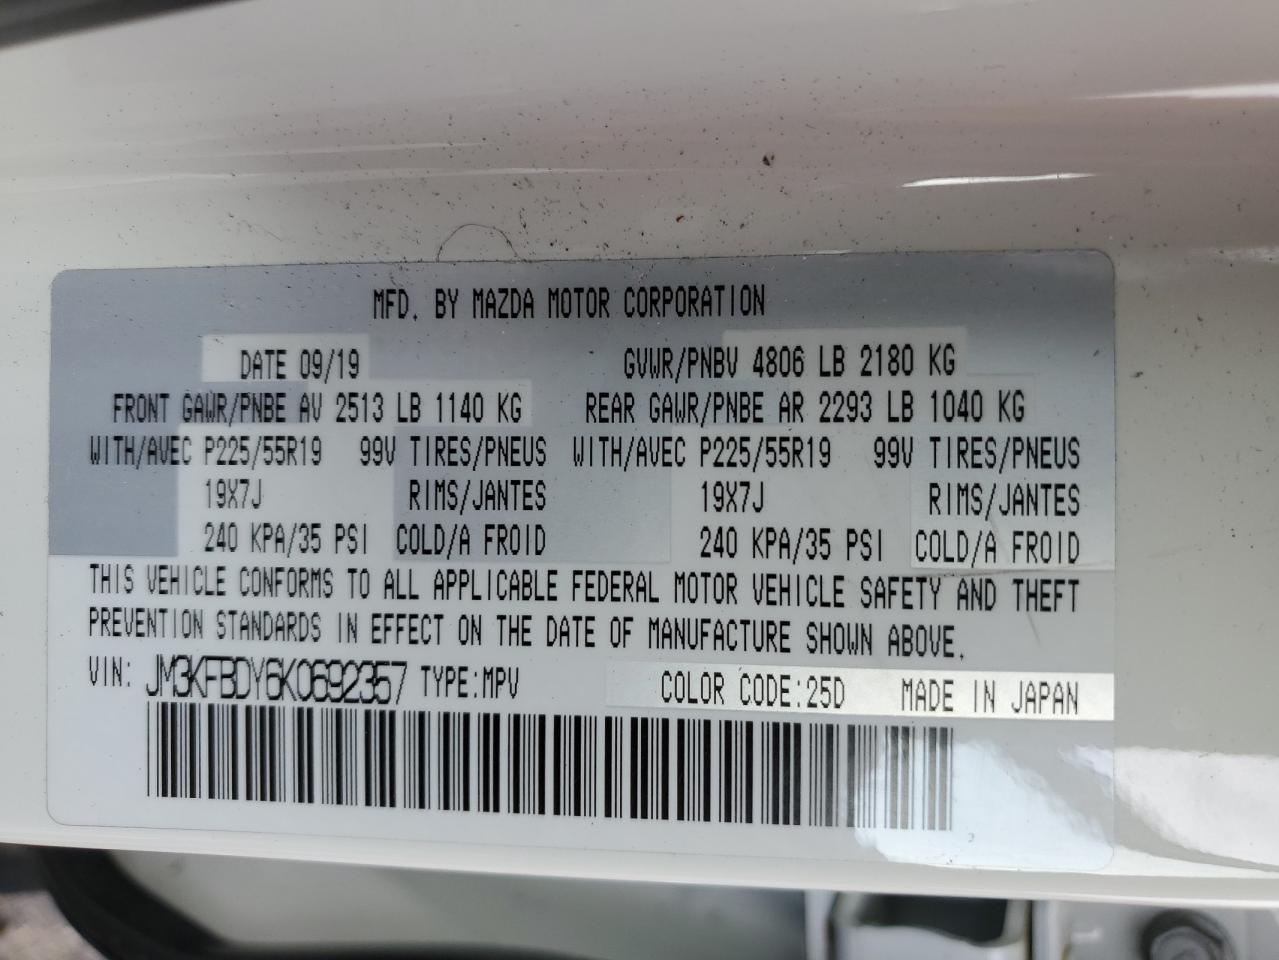 MFD. BY MAZDA MOTOR CORPORATION
DATE 09/19 GVWR/PNBV 4806 LB 2180 KG
FRONT GAWR/PNBE AV 2513 LB 1140 KG REAR GAWR/PNBE AR 2293 LB 1040 KG
WITH/AVEC P225/55R19 99V TIRES/PNEUS WITH/AVEC P225/55R19 99V TIRES/PNEUS
19X7J RIMS/JANTES 19X7J RIMS/JANTES
240 KPA/35 PSI COLD/A FROID 240 KPA/35 PSI COLD/A FROID
THIS VEHICLE CONFORMS TO ALL APPLICABLE FEDERAL MOTOR VEHICLE SAFETY AND THEFT
PREVENTION STANDARDS IN EFFECT ON THE DATE OF MANUFACTURE SHOWN ABOVE.
VIN: JM3KFBDY6K0692357 TYPE:MPV COLOR CODE:25D MADE IN JAPAN